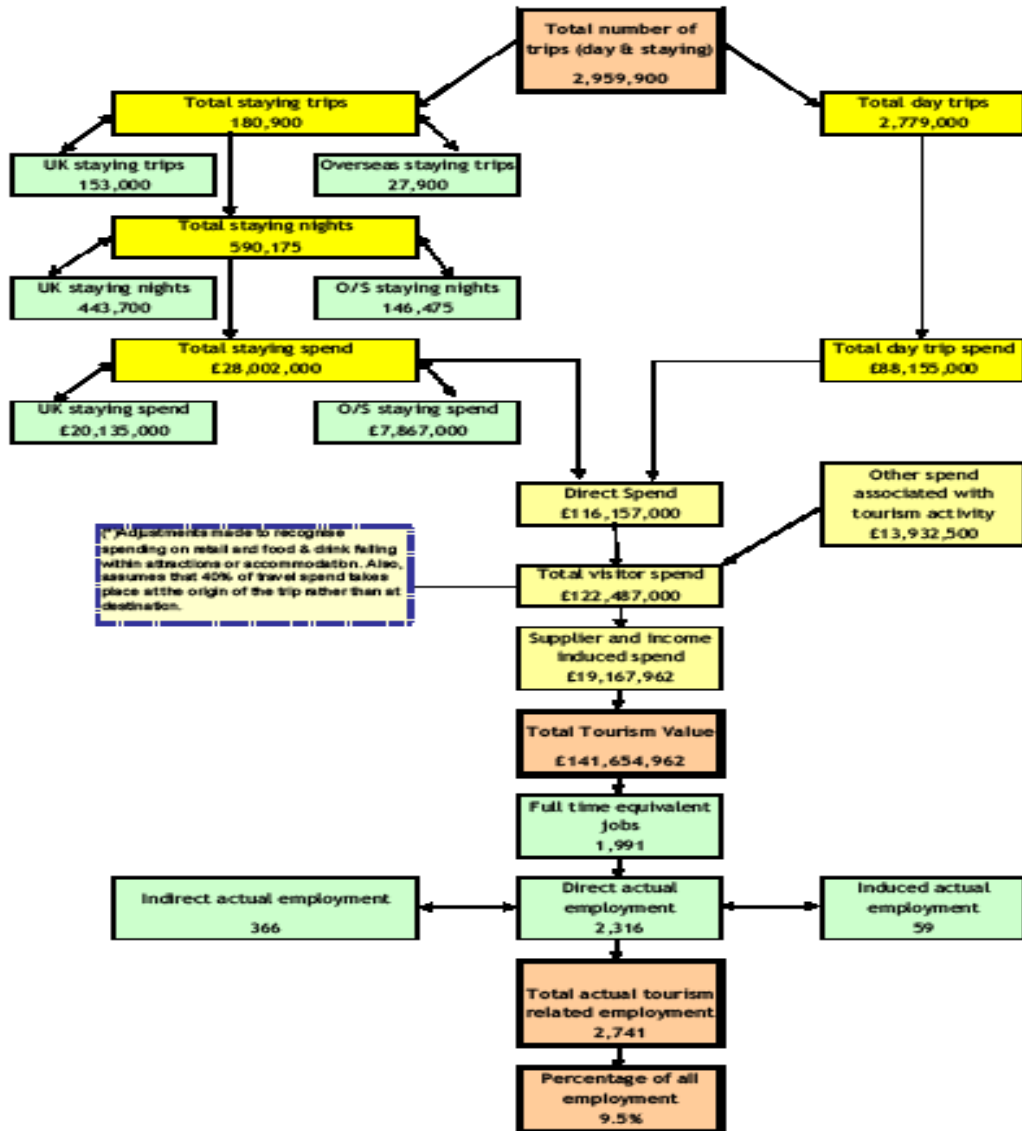 Total number of
trips (day & staying)
2,959,900
Total staying trips
180,900
Total day trips
2,779,000
UK staying trips
153,000
Overseas staying trips
27,900
Total staying nights
590,175
UK staying nights
443,700
O/S staying nights
146,475
Total staying spend
£28,002,000
Total day trip spend
£88,155,000
UK staying spend
£20,135,000
O/S staying spend
£7,867,000
Direct Spend
£116,157,000
Other spend
associated with
tourism activity
£13,932,500
(*)Adjustments made to recognise
spending on retail and food & drink falling
within attractions or accommodation. Also,
assumes that 40% of travel spend takes
place at the origin of the trip rather than at
destination.
Total visitor spend
£122,487,000
Supplier and income
induced spend
£19,167,962
Total Tourism Value
£141,654,962
Full time equivalent
jobs
1,991
Indirect actual employment
366
Direct actual
employment
2,316
Induced actual
employment
59
Total actual tourism
related employment
2,741
Percentage of all
employment
9.5%